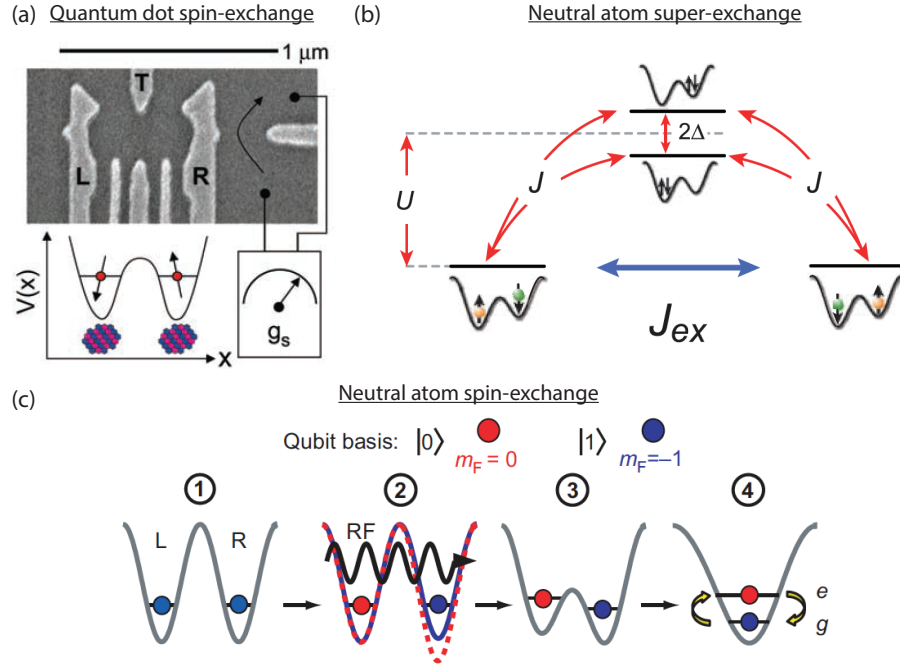 (a) Quantum dot spin-exchange
1 μm
T
L
R
V(x)
X
g_s
(b) Neutral atom super-exchange
2Δ
U
J
J
J_ex
(c) Neutral atom spin-exchange
Qubit basis: |0⟩ |1⟩
m_F = 0 m_F=–1
1 2 3 4
L R RF
e
g